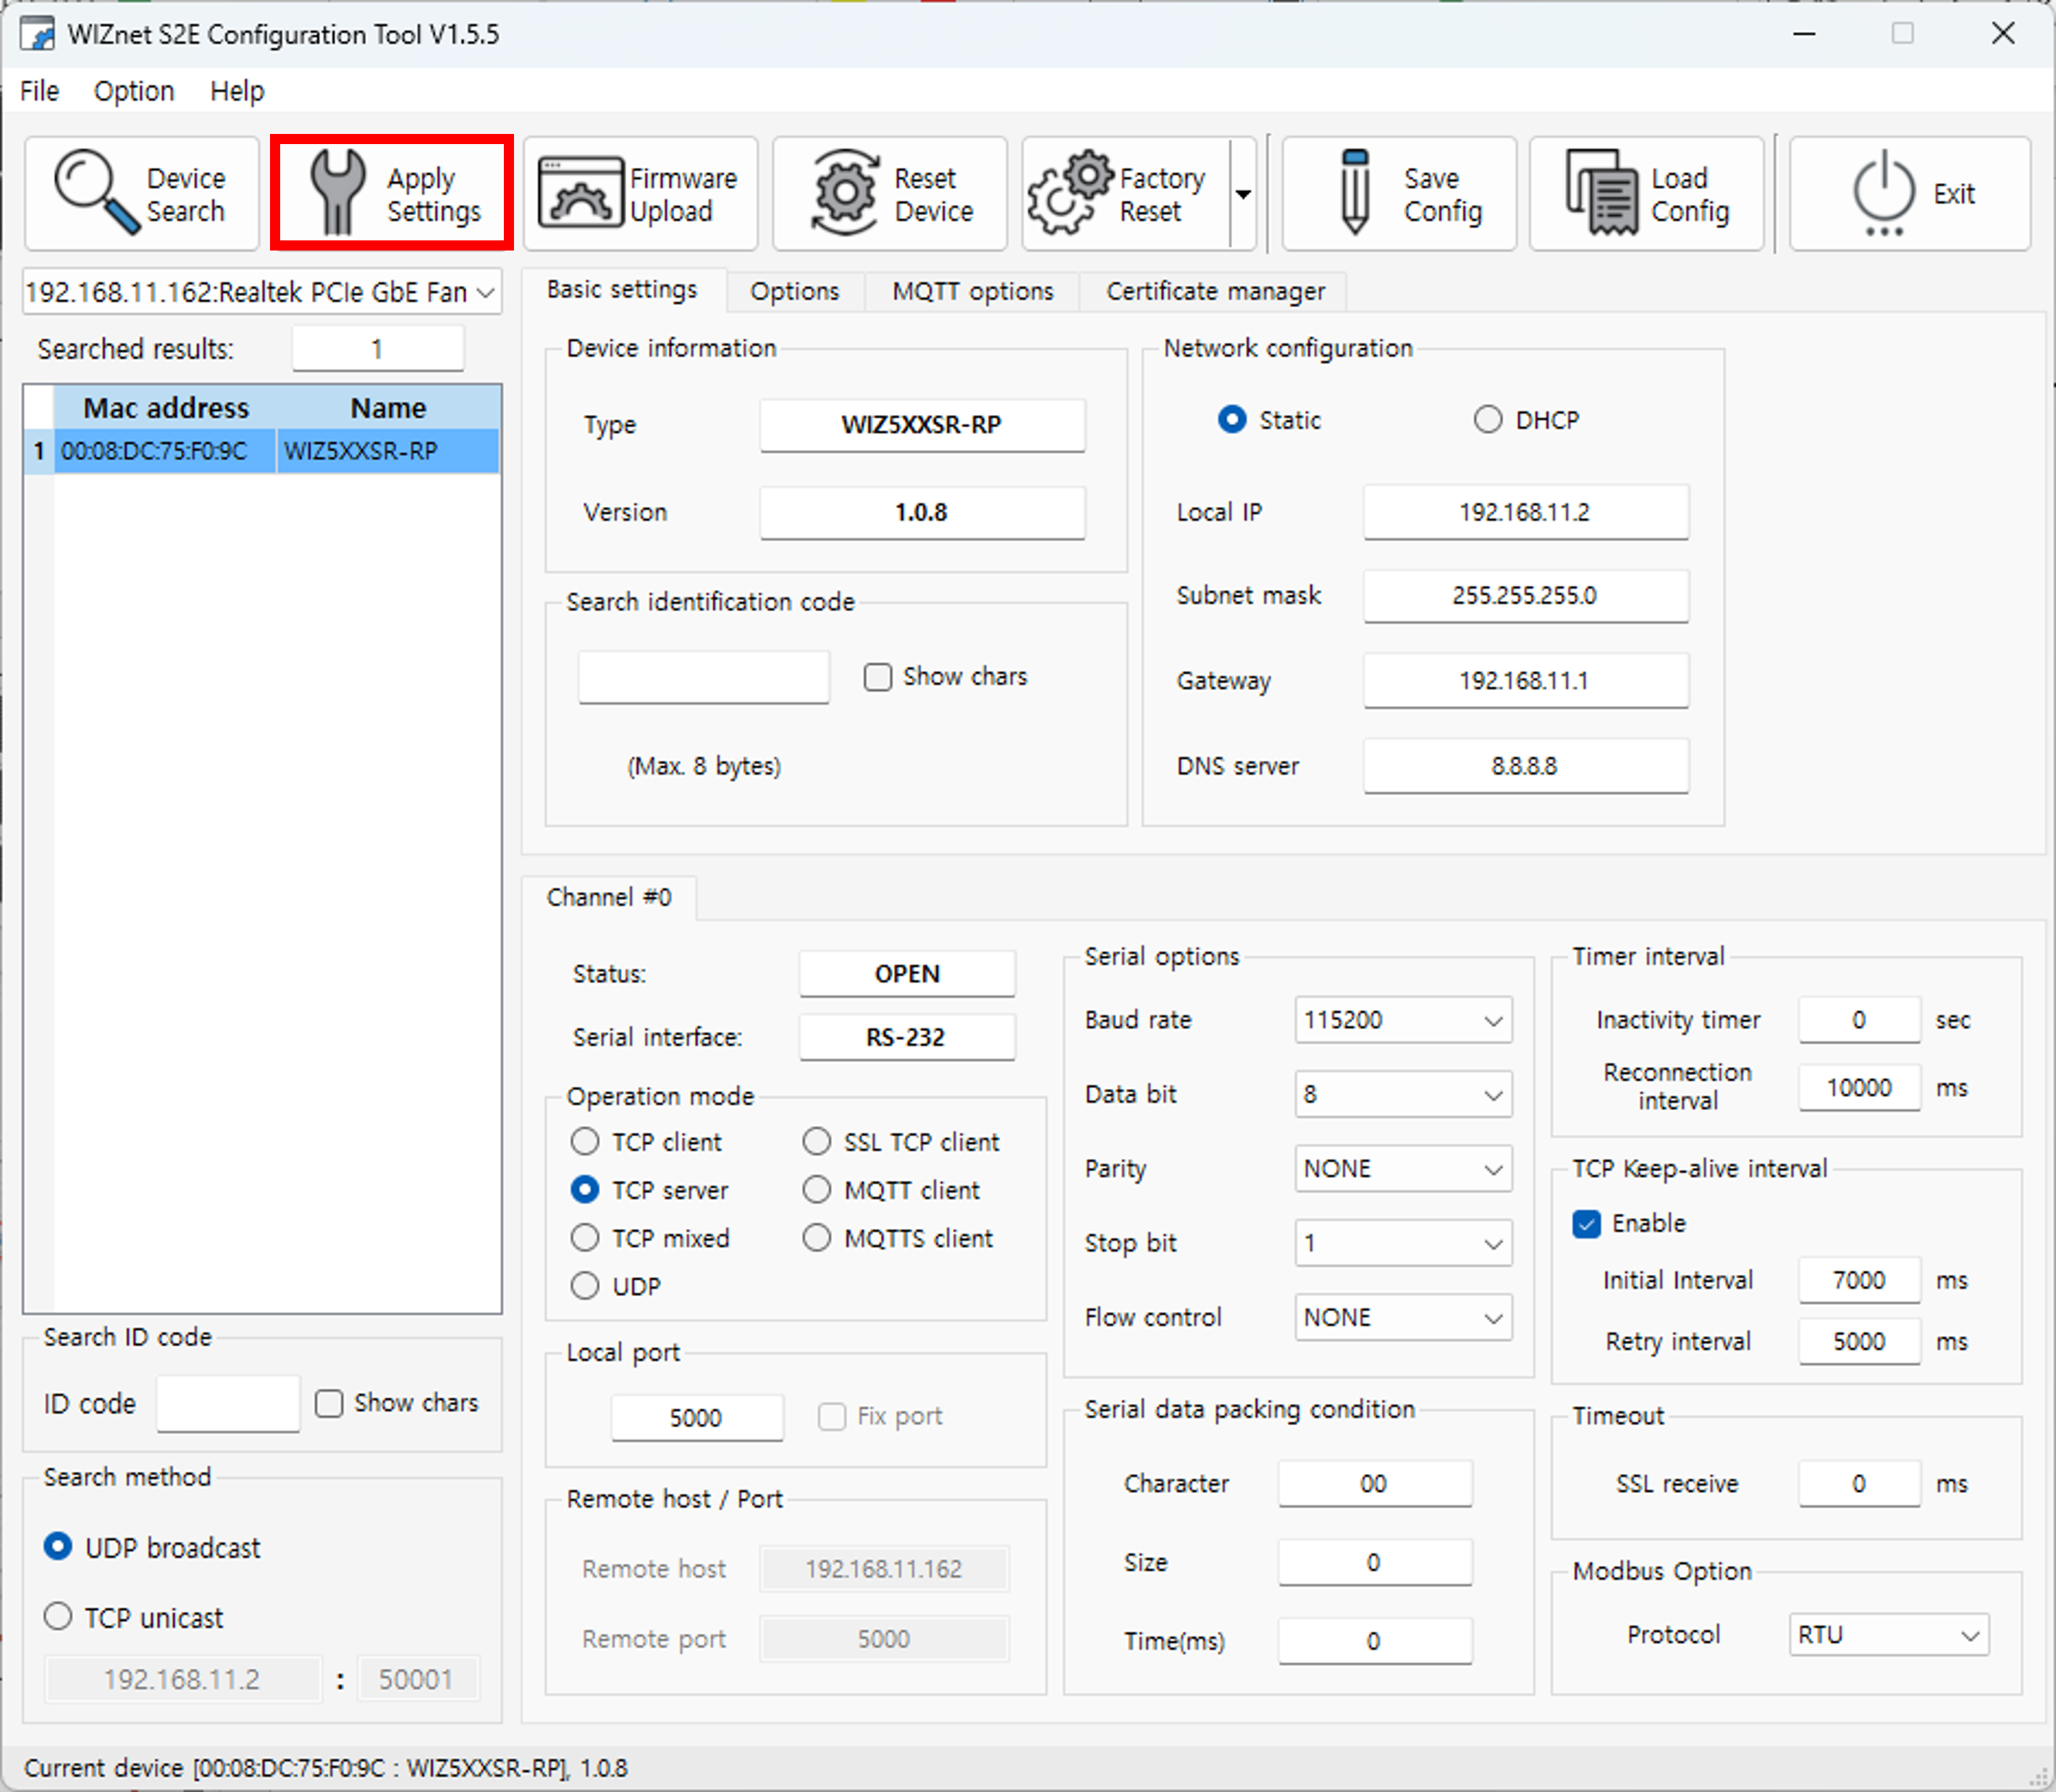 WIZnet S2E Configuration Tool V1.5.5
File Option Help
Device Search
Apply Settings
Firmware Upload
Reset Device
Factory Reset
Save Config
Load Config
Exit
192.168.11.162:Realtek PCIe GbE Fan
Searched results: 1
Mac address Name
1 00:08:DC:75:F0:9C WIZ5XXSR-RP
Search ID code
ID code Show chars
Search method
UDP broadcast
TCP unicast
192.168.11.2 : 50001
Basic settings Options MQTT options Certificate manager
Device information
Type WIZ5XXSR-RP
Version 1.0.8
Search identification code
Show chars
(Max. 8 bytes)
Network configuration
Static DHCP
Local IP 192.168.11.2
Subnet mask 255.255.255.0
Gateway 192.168.11.1
DNS server 8.8.8.8
Channel #0
Status: OPEN
Serial interface: RS-232
Operation mode
TCP client SSL TCP client
TCP server MQTT client
TCP mixed MQTTS client
UDP
Local port
5000 Fix port
Remote host / Port
Remote host 192.168.11.162
Remote port 5000
Serial options
Baud rate 115200
Data bit 8
Parity NONE
Stop bit 1
Flow control NONE
Serial data packing condition
Character 00
Size 0
Time(ms) 0
Timer interval
Inactivity timer 0 sec
Reconnection
interval 10000 ms
TCP Keep-alive interval
Enable
Initial Interval 7000 ms
Retry interval 5000 ms
Timeout
SSL receive 0 ms
Modbus Option
Protocol RTU
Current device [00:08:DC:75:F0:9C : WIZ5XXSR-RP], 1.0.8